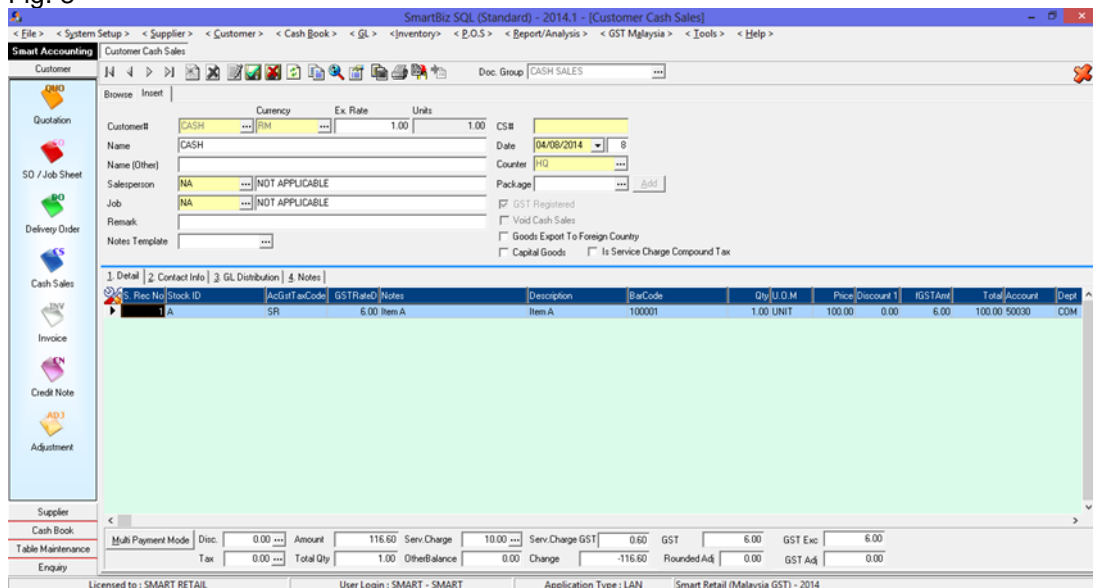 SmartBiz SQL (Standard) - 2014.1 - [Customer Cash Sales]
< File > < System Setup > < Supplier > < Customer > < Cash Book > < GL > <Inventory> < P.O.S > < Report/Analysis > < GST Malaysia > < Tools > < Help >
Smart Accounting Customer Cash Sales
Customer Doc. Group CASH SALES ...
Browse Insert
QUO
Quotation
SO
SO / Job Sheet
DO
Delivery Order
CS
Cash Sales
INV
Invoice
CN
Credit Note
ADJ
Adjustment
Supplier
Cash Book
Table Maintenance
Enquiry
Currency Ex. Rate Units
Customer# CASH ... RM ... 1.00 1.00 CS#
Name CASH Date 04/08/2014 8
Name (Other) Counter HQ ...
Salesperson NA ... NOT APPLICABLE Package ... Add
Job NA ... NOT APPLICABLE GST Registered
Remark Void Cash Sales
Notes Template ... Goods Export To Foreign Country
Capital Goods Is Service Charge Compound Tax
1. Detail 2. Contact Info 3. GL Distribution 4. Notes
S. Rec No Stock ID AcGstTaxCode GSTRateD Notes Description BarCode Qty U.O.M Price Discount 1 fGSTAmt Total Account Dept
1 A SR 6.00 Item A Item A 100001 1.00 UNIT 100.00 0.00 6.00 100.00 50030 COM
Multi Payment Mode Disc. 0.00 ... Amount 116.60 Serv.Charge 10.00 ... Serv.Charge GST 0.60 GST 6.00 GST Exc 6.00
Tax 0.00 ... Total Qty 1.00 OtherBalance 0.00 Change -116.60 Rounded Adj 0.00 GST Adj 0.00
Licensed to : SMART RETAIL User Login : SMART - SMART Application Type : LAN Smart Retail (Malaysia GST) - 2014